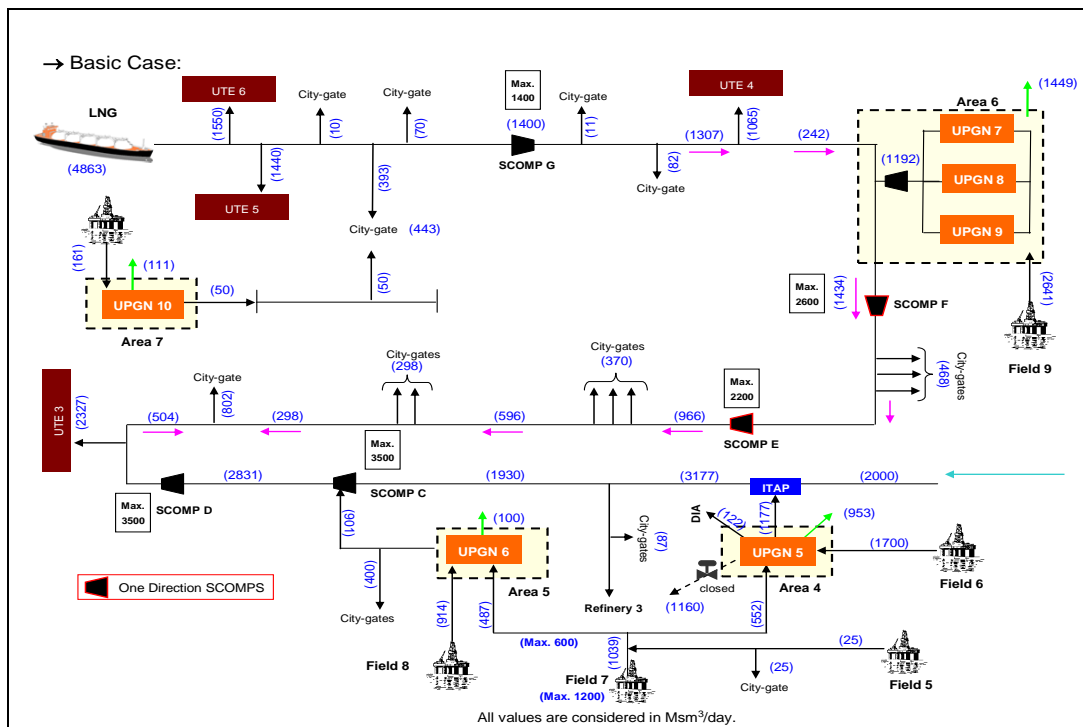 → Basic Case:
UTE 6
City-gate
City-gate
Max.
1400
UTE 4
(1449)
Area 6
LNG
(1550)
(10)
(70)
(1400)
City-gate
(11)
(1065)
UPGN 7
(4863)
(1440)
(393)
SCOMP G
(82)
(1307)
(242)
(1192)
UPGN 8
City-gate
UTE 5
City-gate
(443)
UPGN 9
(161)
(111)
(50)
(50)
UPGN 10
Area 7
Max.
2600
(1434)
SCOMP F
(2641)
Field 9
City-gates
(468)
City-gates
(298)
City-gates
(370)
City-gate
(802)
Max.
2200
UTE 3
(2327)
(504)
(298)
(596)
(966)
SCOMP E
Max.
3500
(2831)
SCOMP C
(1930)
(3177)
ITAP
(2000)
Max.
3500
SCOMP D
(901)
(100)
City-gates
(87)
DIA
(122)
(1177)
(953)
UPGN 6
UPGN 5
(1700)
Field 6
(400)
Area 5
closed
Area 4
One Direction SCOMPS
City-gates
(914)
(487)
Refinery 3
(1160)
(552)
(Max. 600)
(1039)
(25)
(25)
Field 5
Field 8
Field 7
(Max. 1200)
City-gate
All values are considered in Msm³/day.